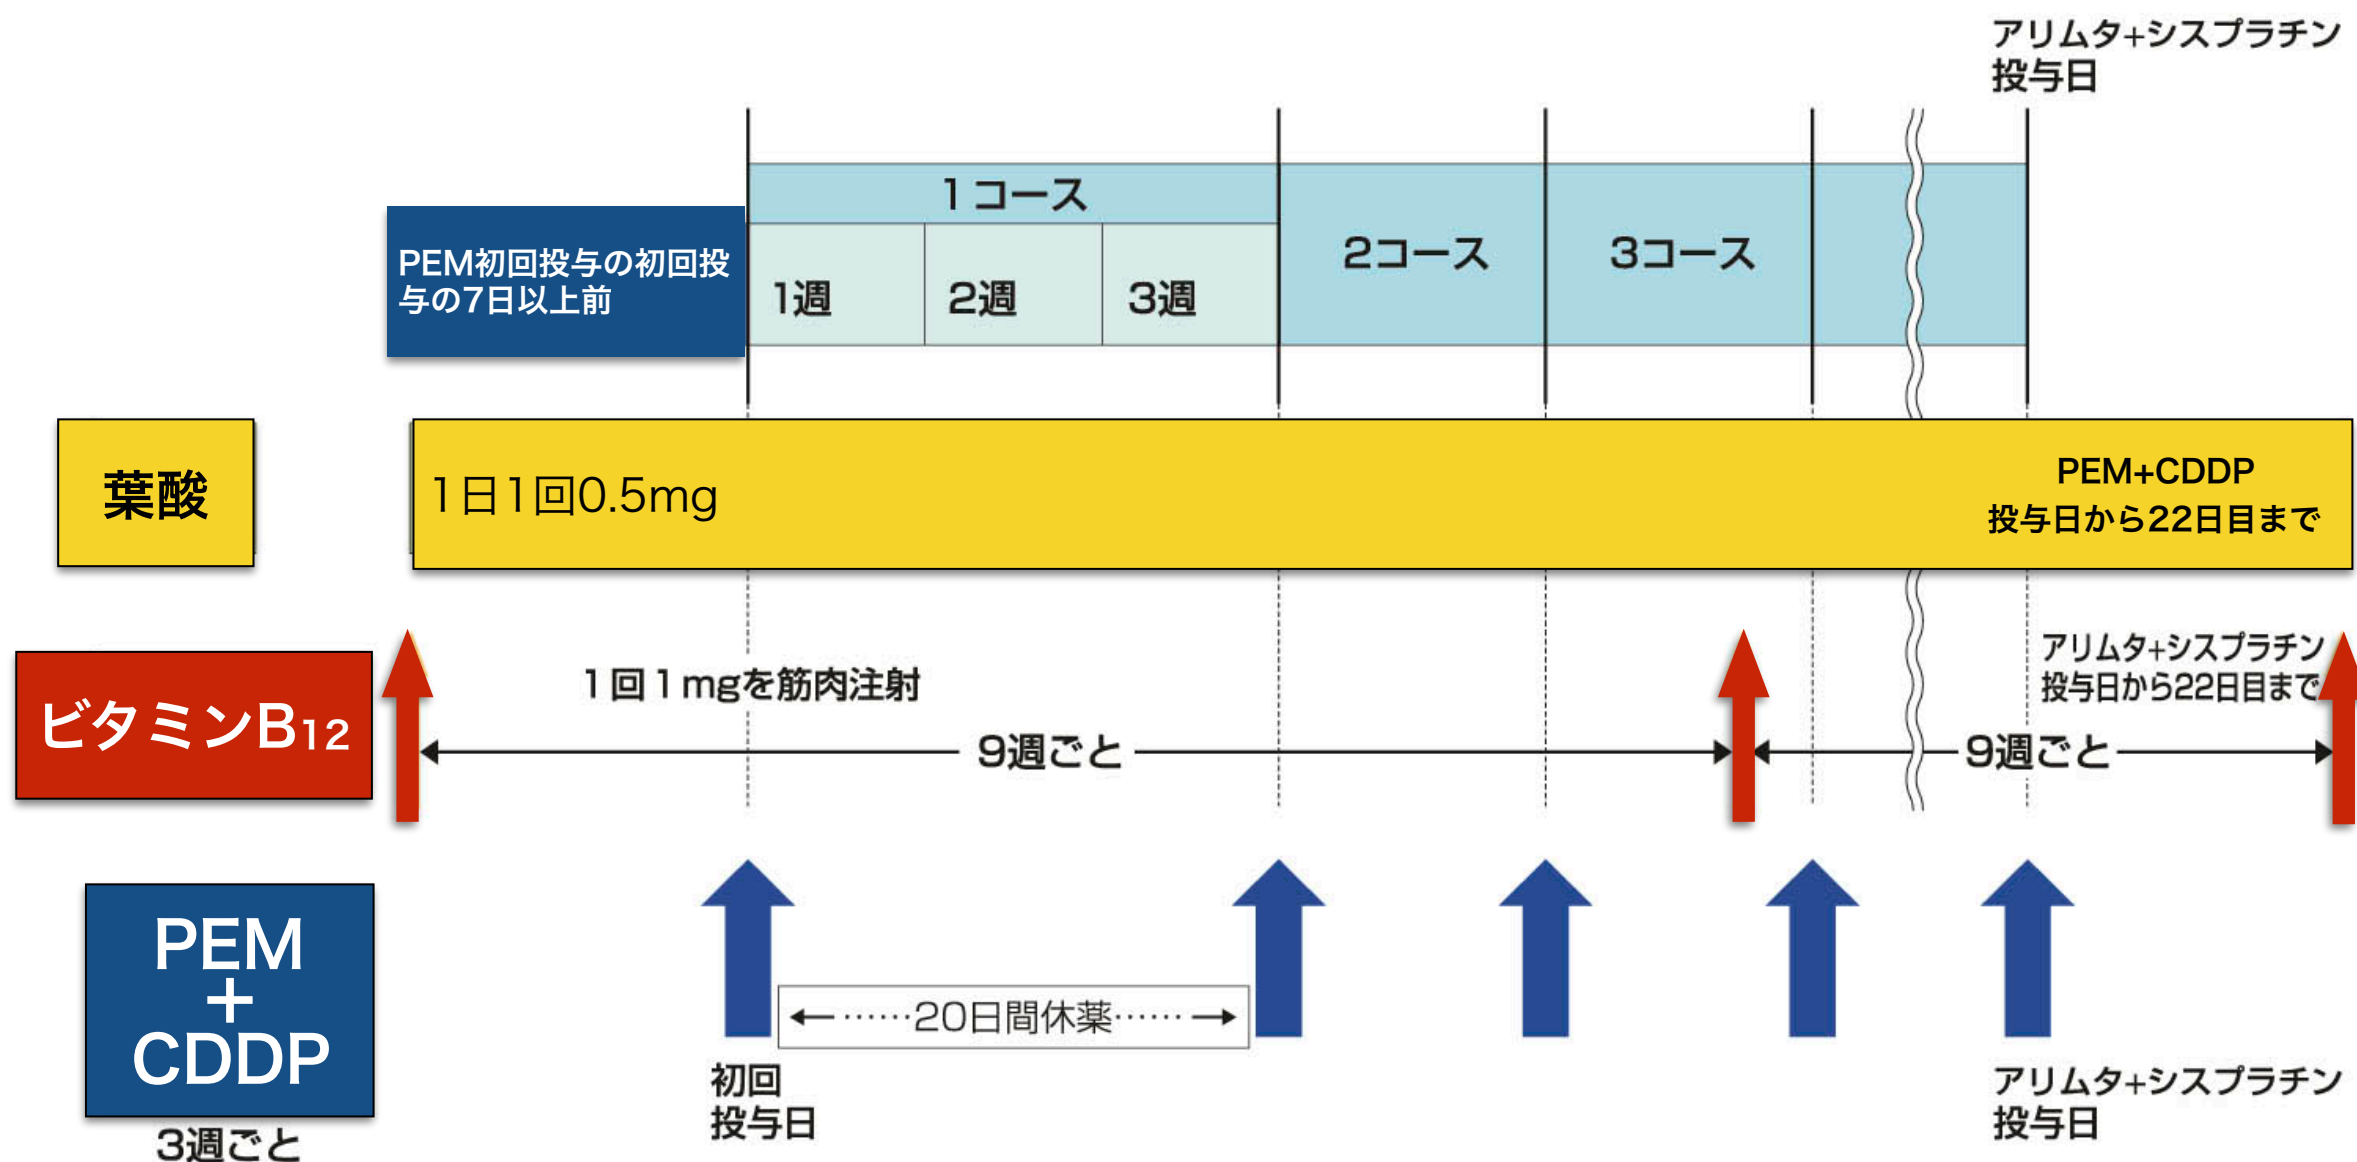 アリムタ+シスプラチン
投与日
PEM初回投与の初回投
与の7日以上前
1コース
1週
2週
3週
2コース
3コース
葉酸
1日1回0.5mg
PEM+CDDP
投与日から22日目まで
ビタミンB₁₂
1回1mgを筋肉注射
9週ごと
アリムタ+シスプラチン
投与日から22日目まで
9週ごと
PEM
+
CDDP
3週ごと
←……20日間休薬……→
初回
投与日
アリムタ+シスプラチン
投与日